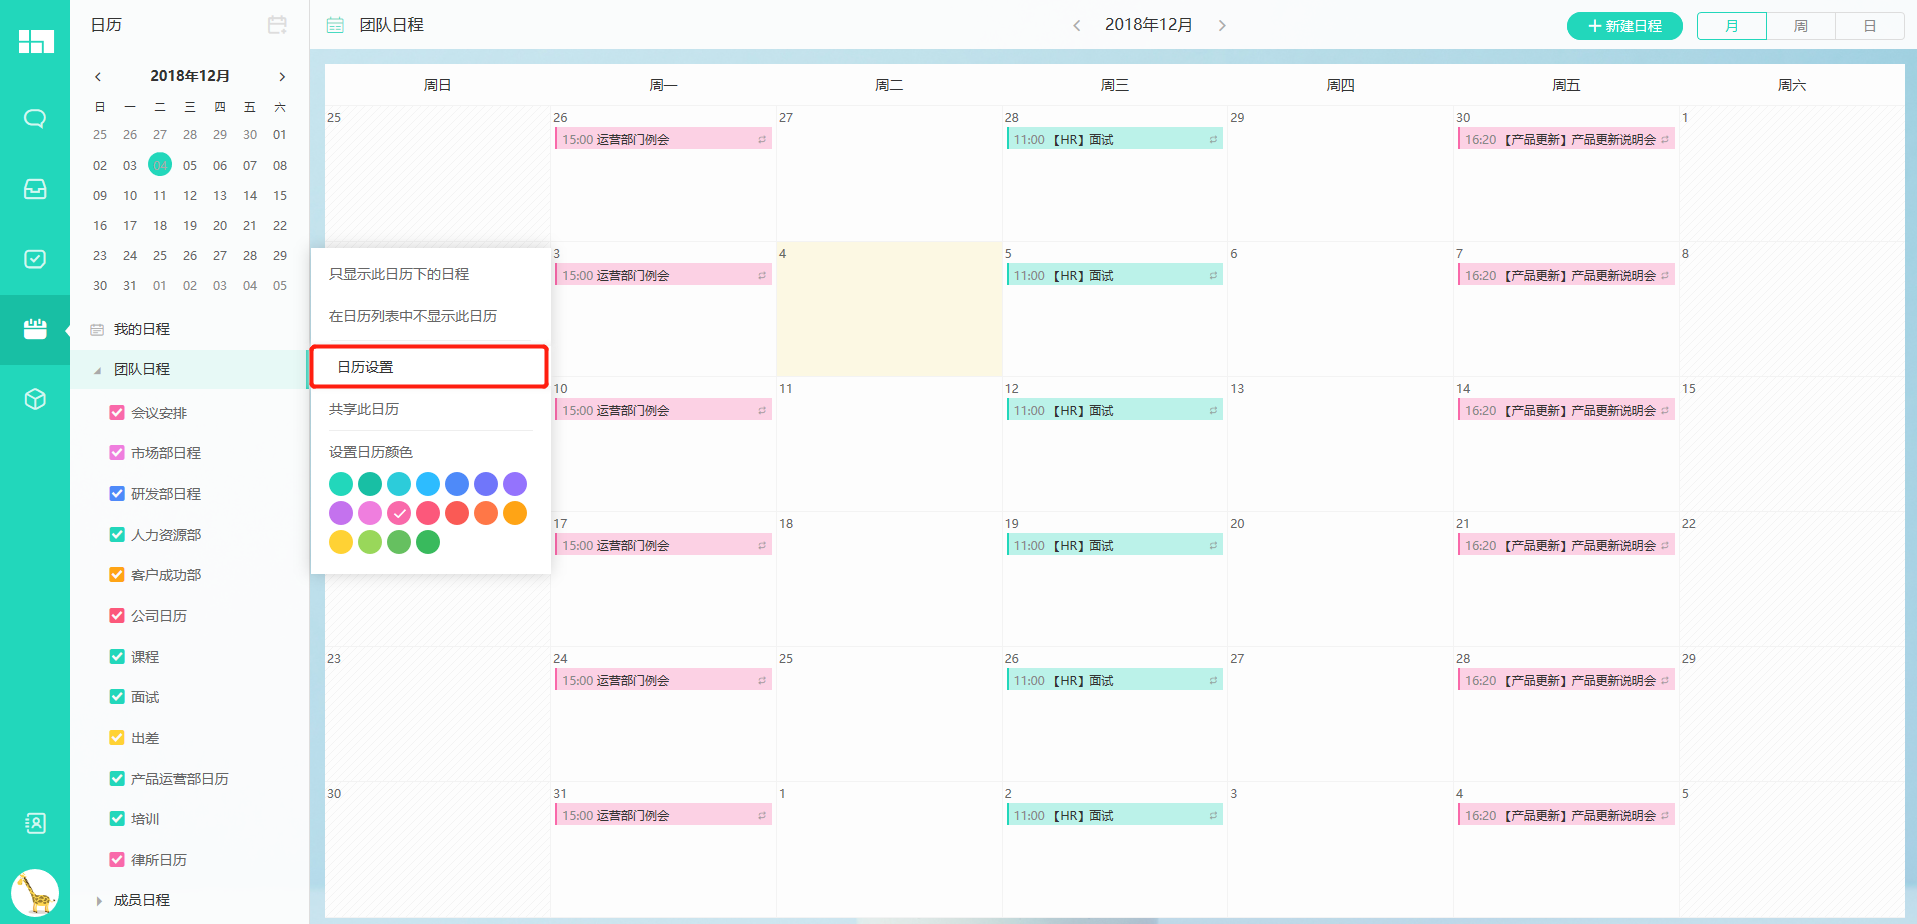 日历
2018年12月
日 一 二 三 四 五 六
25 26 27 28 29 30 01
02 03 04 05 06 07 08
09 10 11 12 13 14 15
16 17 18 19 20 21 22
23 24 25 26 27 28 29
30 31 01 02 03 04 05
我的日程
团队日程
会议安排
市场部日程
研发部日程
人力资源部
客户成功部
公司日历
课程
面试
出差
产品运营部日历
培训
律所日历
成员日程
只显示此日历下的日程
在日历列表中不显示此日历
日历设置
共享此日历
设置日历颜色
团队日程
2018年12月
新建日程
月 周 日
周日 周一 周二 周三 周四 周五 周六
25 26 27 28 29 30 1
15:00 运营部门例会 11:00 【HR】面试 16:20 【产品更新】产品更新说明会
3 4 5 6 7 8
15:00 运营部门例会 11:00 【HR】面试 16:20 【产品更新】产品更新说明会
10 11 12 13 14 15
15:00 运营部门例会 11:00 【HR】面试 16:20 【产品更新】产品更新说明会
17 18 19 20 21 22
15:00 运营部门例会 11:00 【HR】面试 16:20 【产品更新】产品更新说明会
23 24 25 26 27 28 29
15:00 运营部门例会 11:00 【HR】面试 16:20 【产品更新】产品更新说明会
30 31 1 2 3 4 5
15:00 运营部门例会 11:00 【HR】面试 16:20 【产品更新】产品更新说明会